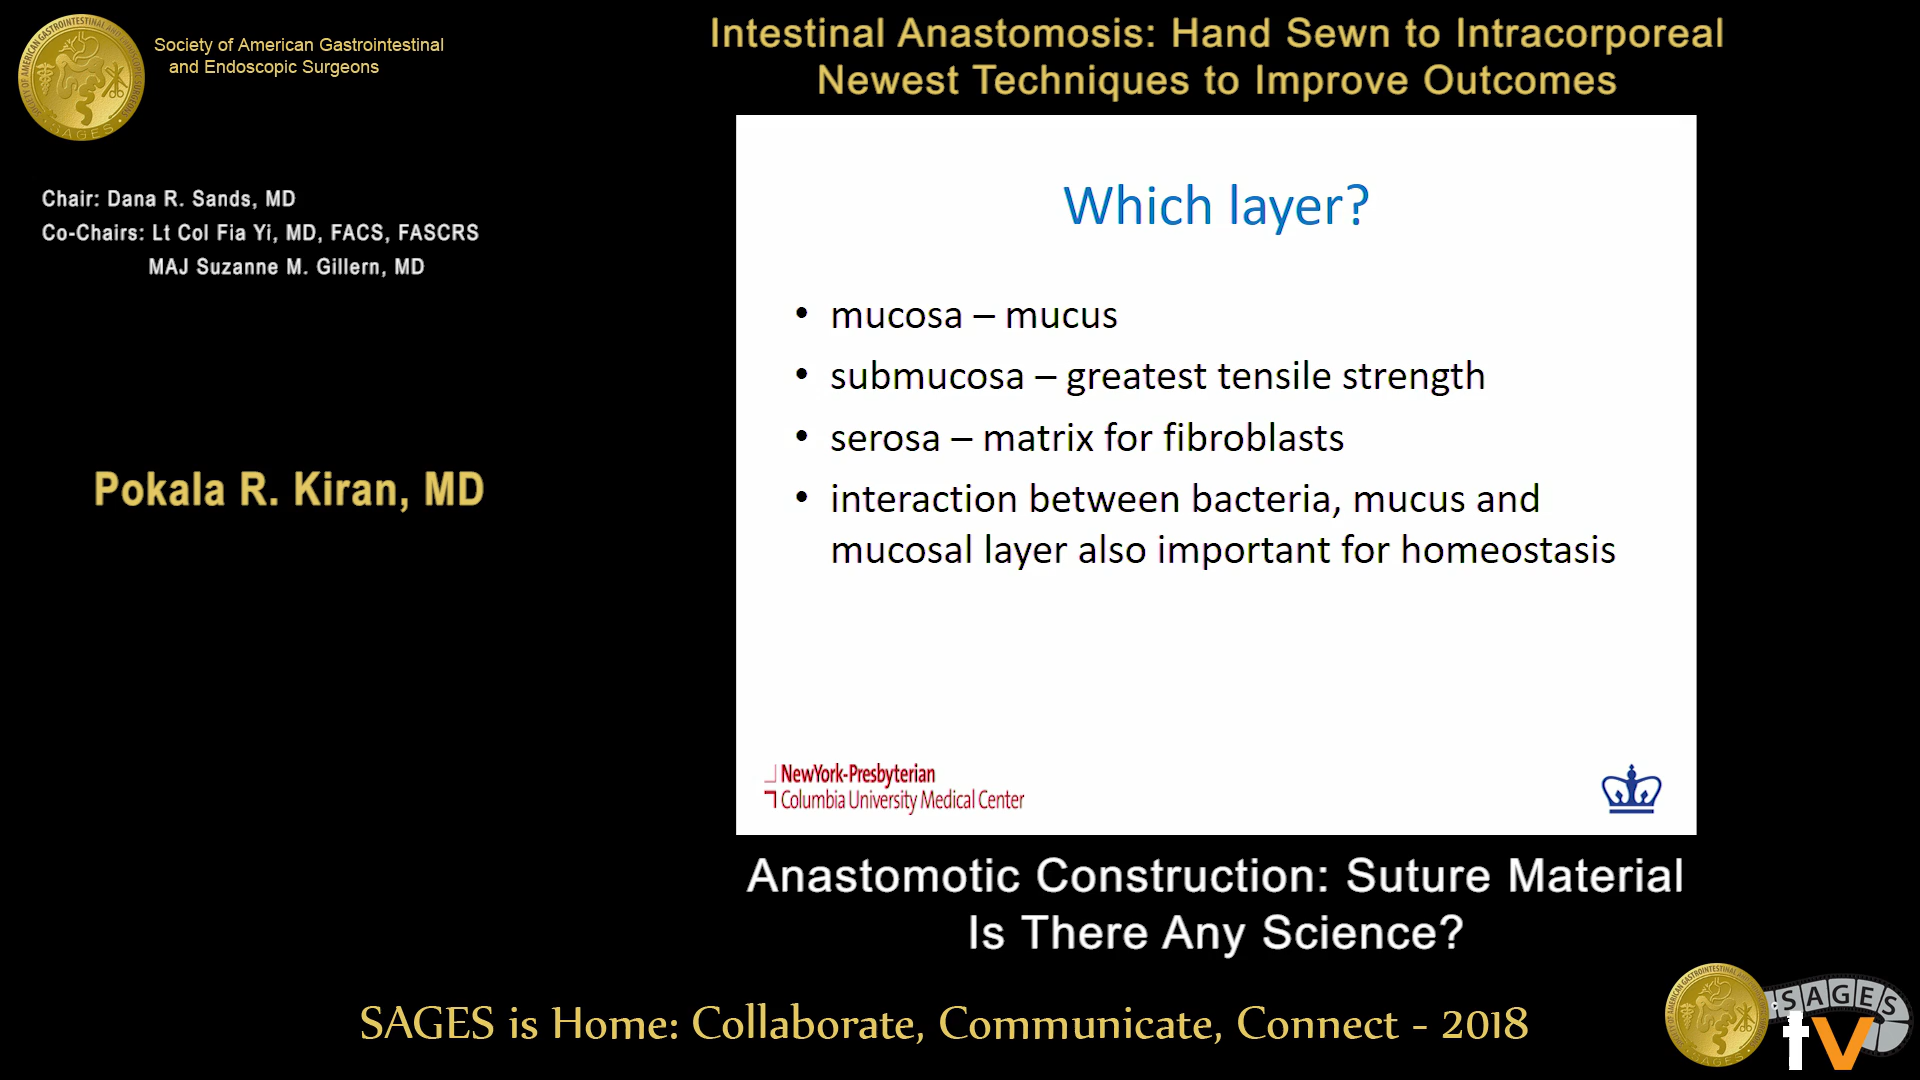 Society of American Gastrointestinal
and Endoscopic Surgeons
Intestinal Anastomosis: Hand Sewn to Intracorporeal
Newest Techniques to Improve Outcomes
Chair: Dana R. Sands, MD
Co-Chairs: Lt Col Fia Yi, MD, FACS, FASCRS
MAJ Suzanne M. Gillern, MD
Pokala R. Kiran, MD
Which layer?
• mucosa – mucus
• submucosa – greatest tensile strength
• serosa – matrix for fibroblasts
• interaction between bacteria, mucus and
mucosal layer also important for homeostasis
NewYork-Presbyterian
Columbia University Medical Center
Anastomotic Construction: Suture Material
Is There Any Science?
SAGES is Home: Collaborate, Communicate, Connect - 2018
SAGES
tv